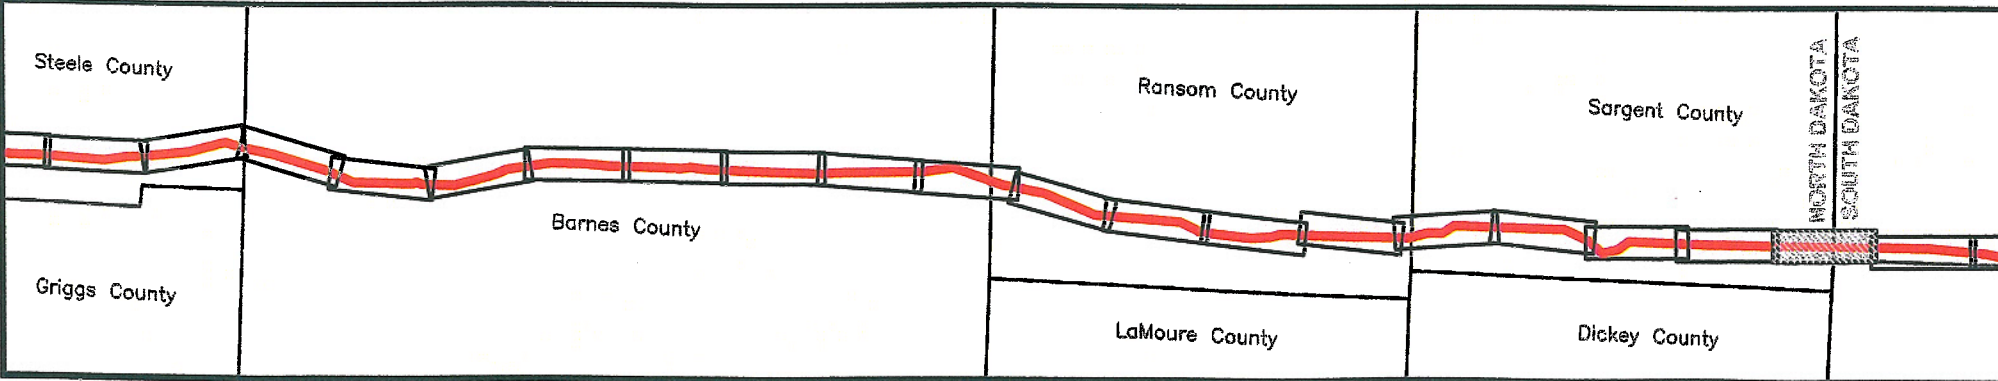 Steele County
Griggs County
Barnes County
Ransom County
LaMoure County
Sargent County
Dickey County
NORTH DAKOTA
SOUTH DAKOTA